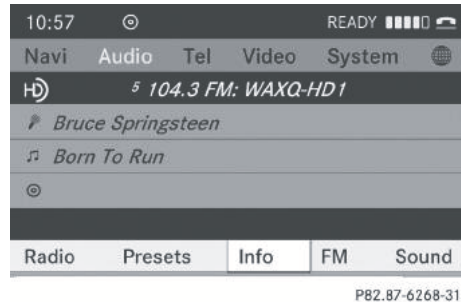 10:57 READY
Navi Audio Tel Video System
HD 5 104.3 FM: WAXQ-HD1
Bruce Springsteen
Born To Run
Radio Presets Info FM Sound
P82.87-6268-31